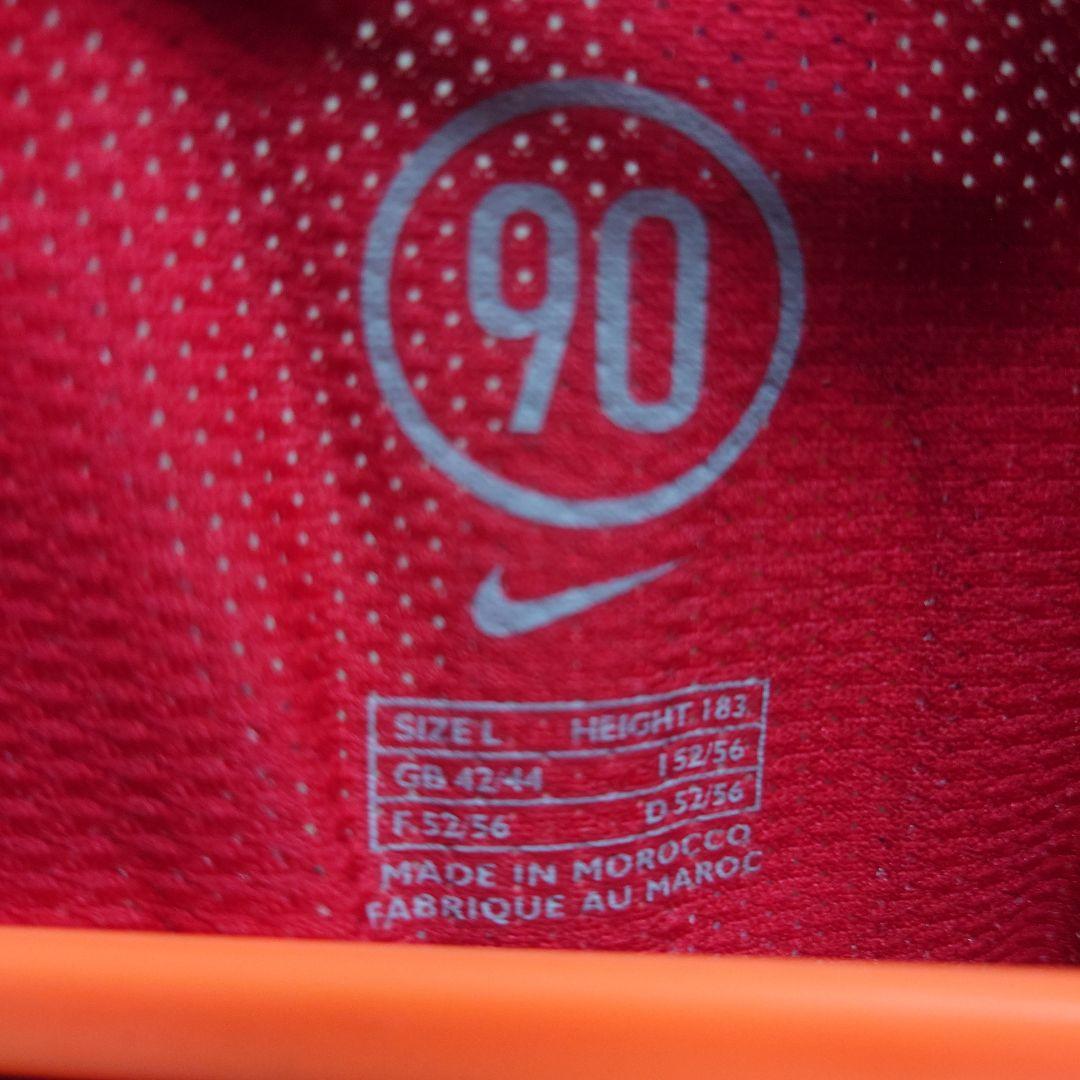 90
SIZE L HEIGHT 183
GB 42/44 I 52/56
F 52/56 D 52/56
MADE IN MOROCCO
FABRIQUE AU MAROC